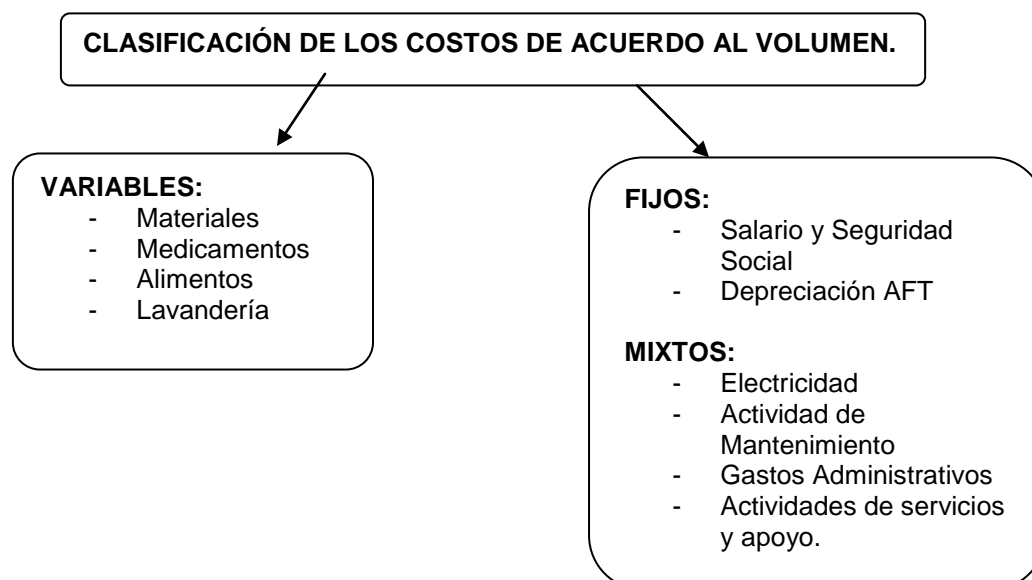 CLASIFICACIÓN DE LOS COSTOS DE ACUERDO AL VOLUMEN.
VARIABLES:
- Materiales
- Medicamentos
- Alimentos
- Lavandería
FIJOS:
- Salario y Seguridad
Social
- Depreciación AFT
MIXTOS:
- Electricidad
- Actividad de
Mantenimiento
- Gastos Administrativos
- Actividades de servicios
y apoyo.